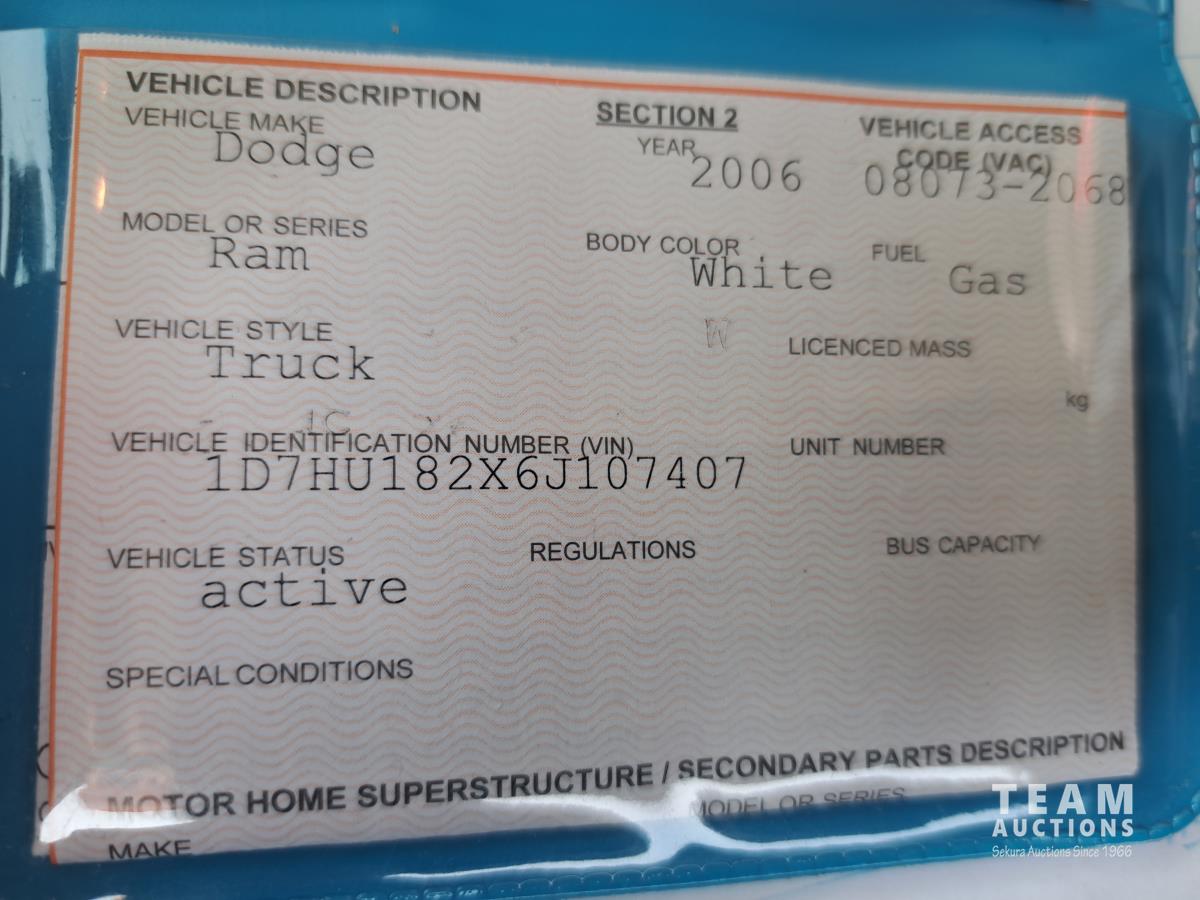 VEHICLE DESCRIPTION
SECTION 2
VEHICLE ACCESS
CODE (VAC)
VEHICLE MAKE
Dodge
YEAR
2006
08073-2068
MODEL OR SERIES
Ram
BODY COLOR
White
FUEL
Gas
VEHICLE STYLE
Truck
W
LICENCED MASS
kg
VEHICLE IDENTIFICATION NUMBER (VIN)
1D7HU182X6J107407
UNIT NUMBER
VEHICLE STATUS
active
REGULATIONS
BUS CAPACITY
SPECIAL CONDITIONS
MOTOR HOME SUPERSTRUCTURE / SECONDARY PARTS DESCRIPTION
MAKE
MODEL OR SERIES
TEAM
AUCTIONS
Sekura Auctions Since 1966